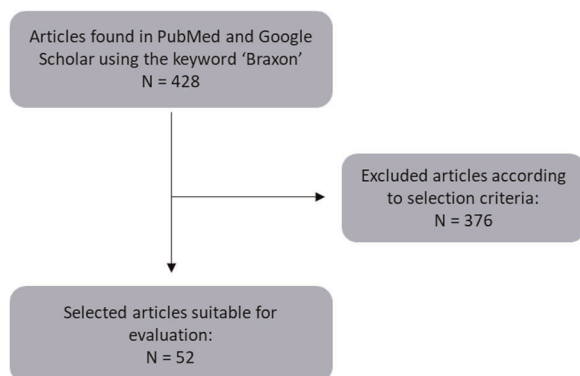 Articles found in PubMed and Google
Scholar using the keyword ‘Braxon’
N = 428
Excluded articles according
to selection criteria:
N = 376
Selected articles suitable for
evaluation:
N = 52